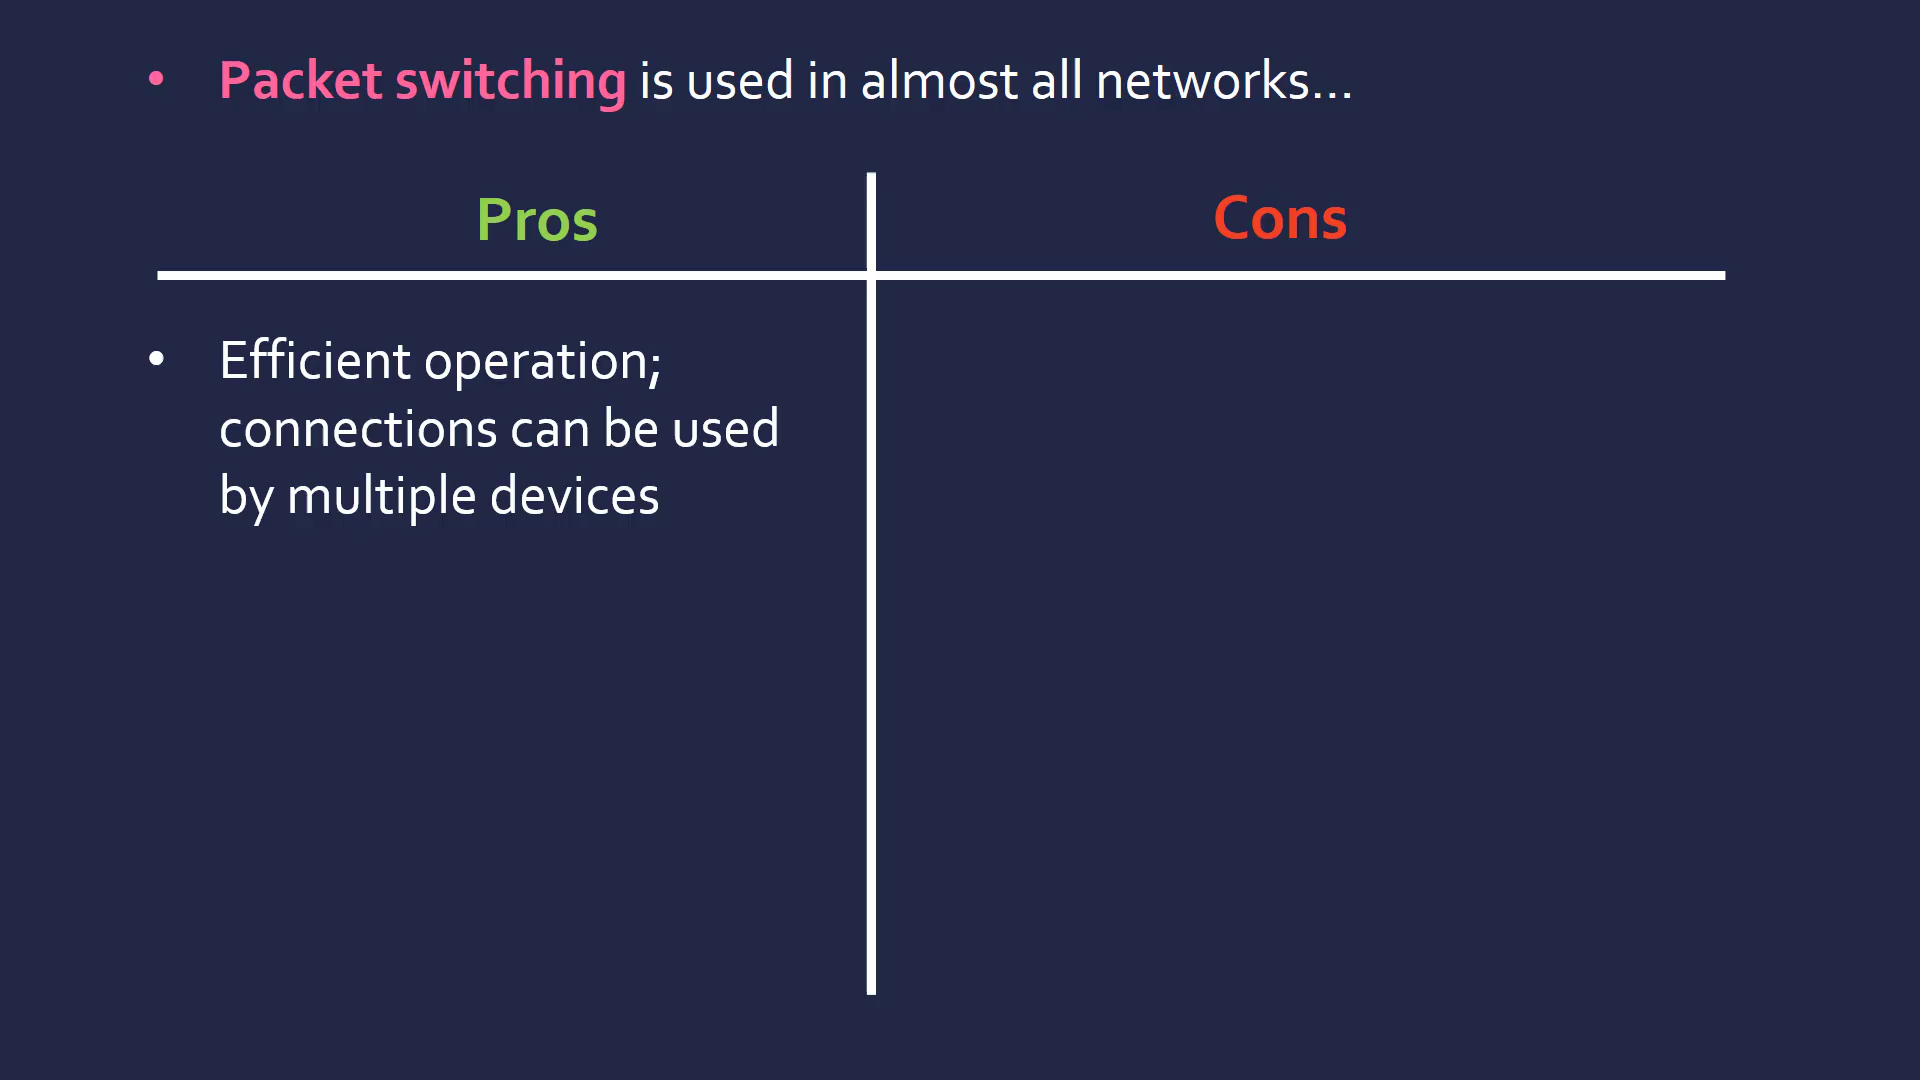 • Packet switching is used in almost all networks...
Pros
Cons
• Efficient operation;
connections can be used
by multiple devices